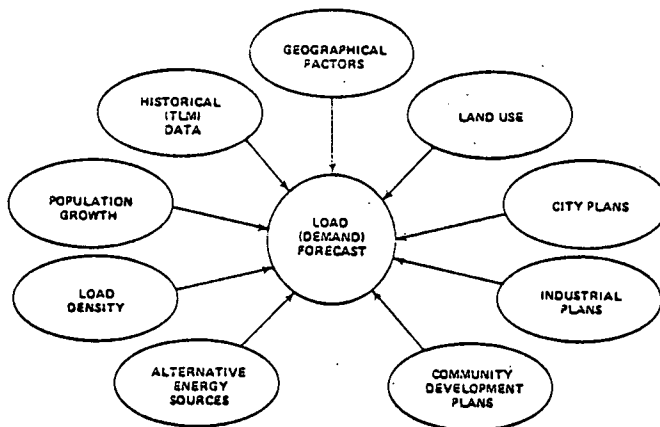 GEOGRAPHICAL
FACTORS
HISTORICAL
(TLM)
DATA
LAND USE
POPULATION
GROWTH
LOAD
(DEMAND)
FORECAST
CITY PLANS
LOAD
DENSITY
INDUSTRIAL
PLANS
ALTERNATIVE
ENERGY
SOURCES
COMMUNITY
DEVELOPMENT
PLANS